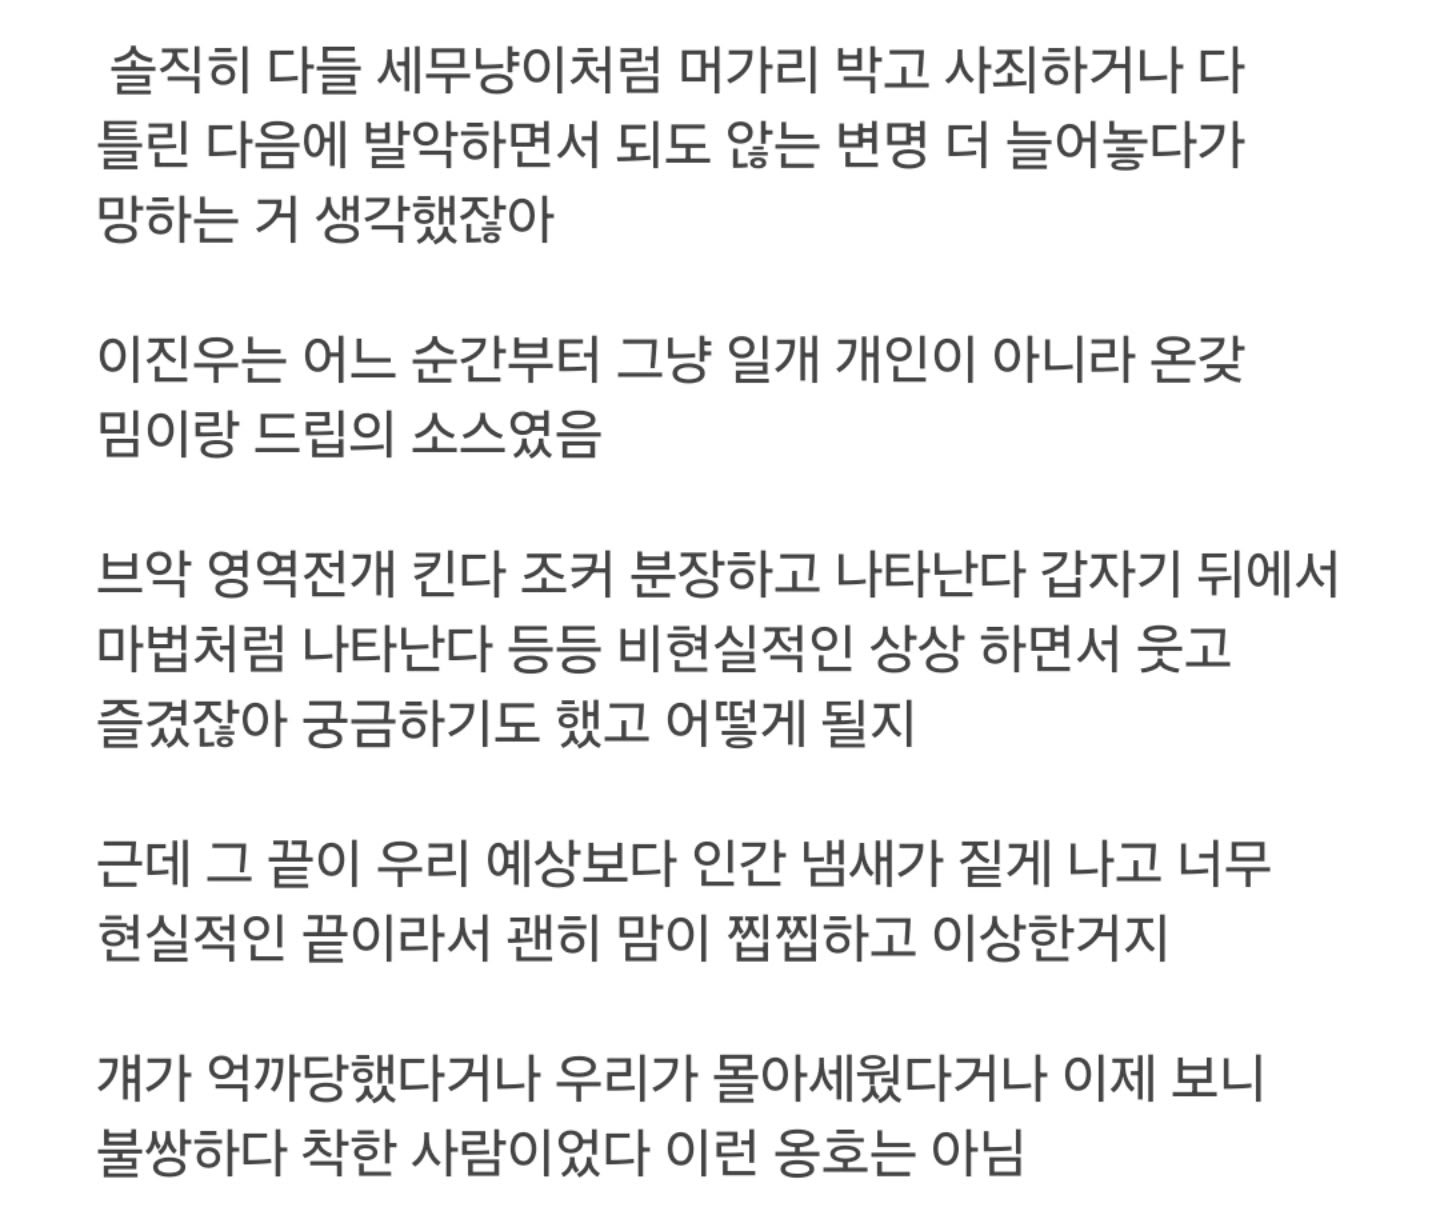 솔직히 다들 세무냥이처럼 머가리 박고 사죄하거나 다
틀린 다음에 발악하면서 되도 않는 변명 더 늘어놓다가
망하는 거 생각했잖아
이진우는 어느 순간부터 그냥 일개 개인이 아니라 온갖
밈이랑 드립의 소스였음
브악 영역전개 킨다 조커 분장하고 나타난다 갑자기 뒤에서
마법처럼 나타난다 등등 비현실적인 상상 하면서 웃고
즐겼잖아 궁금하기도 했고 어떻게 될지
근데 그 끝이 우리 예상보다 인간 냄새가 짙게 나고 너무
현실적인 끝이라서 괜히 맘이 찝찝하고 이상한거지
걔가 억까당했다거나 우리가 몰아세웠다거나 이제 보니
불쌍하다 착한 사람이었다 이런 옹호는 아님